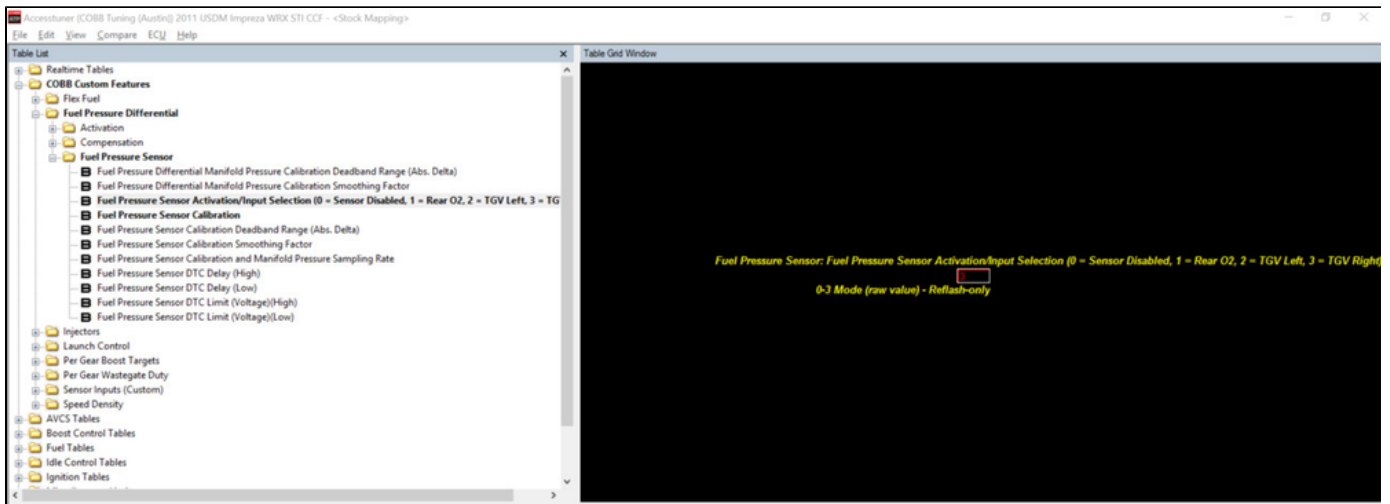 Accesstuner (COBB Tuning (Austin)) 2011 USDM Impreza WRX STI CCF - <Stock Mapping>
File Edit View Compare ECU Help
Table List
Realtime Tables
COBB Custom Features
Flex Fuel
Fuel Pressure Differential
Activation
Compensation
Fuel Pressure Sensor
Fuel Pressure Differential Manifold Pressure Calibration Deadband Range (Abs. Delta)
Fuel Pressure Differential Manifold Pressure Calibration Smoothing Factor
Fuel Pressure Sensor Activation/Input Selection (0 = Sensor Disabled, 1 = Rear O2, 2 = TGV Left, 3 = TG
Fuel Pressure Sensor Calibration
Fuel Pressure Sensor Calibration Deadband Range (Abs. Delta)
Fuel Pressure Sensor Calibration Smoothing Factor
Fuel Pressure Sensor Calibration and Manifold Pressure Sampling Rate
Fuel Pressure Sensor DTC Delay (High)
Fuel Pressure Sensor DTC Delay (Low)
Fuel Pressure Sensor DTC Limit (Voltage)(High)
Fuel Pressure Sensor DTC Limit (Voltage)(Low)
Injectors
Launch Control
Per Gear Boost Targets
Per Gear Wastegate Duty
Sensor Inputs (Custom)
Speed Density
AVCS Tables
Boost Control Tables
Fuel Tables
Idle Control Tables
Ignition Tables
Table Grid Window
Fuel Pressure Sensor: Fuel Pressure Sensor Activation/Input Selection (0 = Sensor Disabled, 1 = Rear O2, 2 = TGV Left, 3 = TGV Right)
0-3 Mode (raw value) - Reflash-only